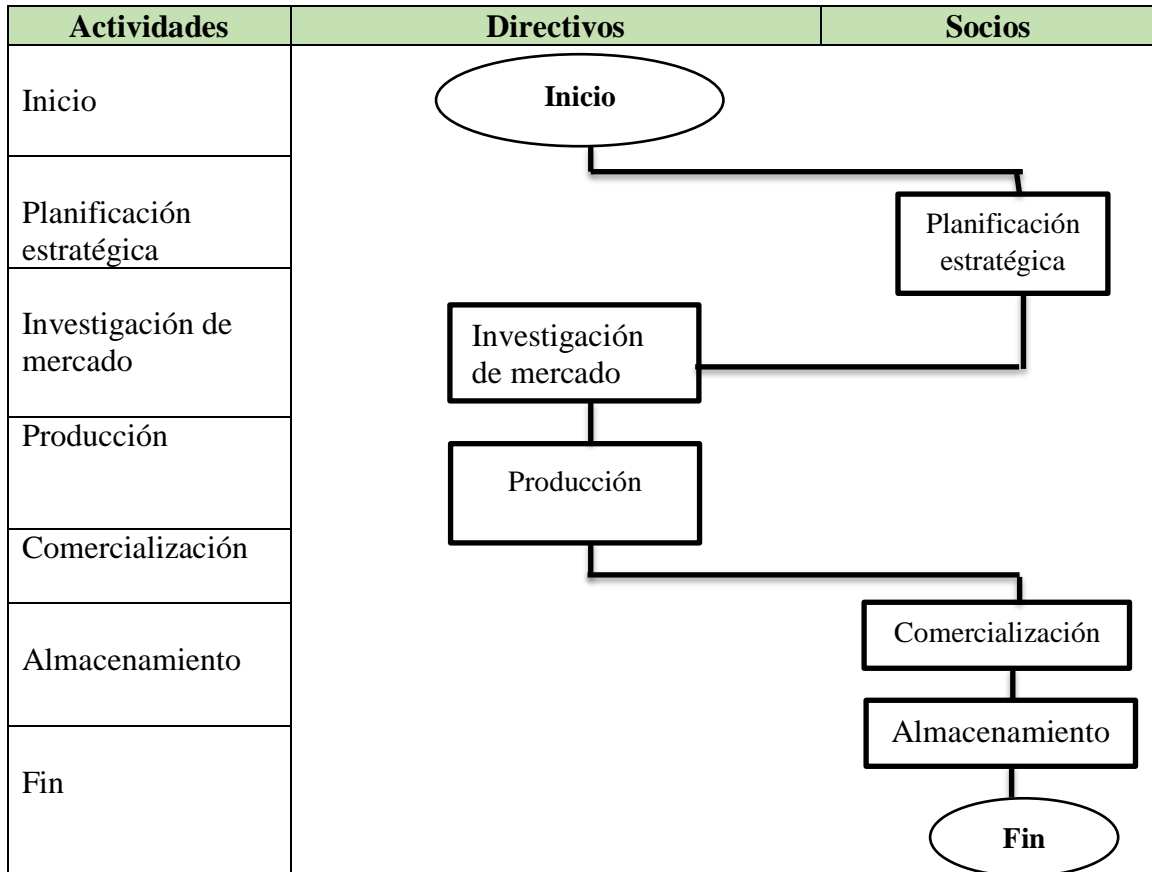 Actividades Directivos Socios
Inicio
Inicio
Planificación
estratégica
Planificación
estratégica
Investigación de
mercado
Investigación
de mercado
Producción
Producción
Comercialización
Comercialización
Almacenamiento
Almacenamiento
Fin
Fin